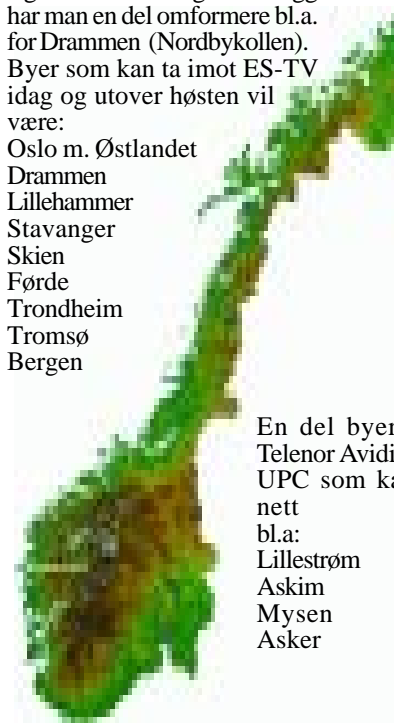 har man en del omformere bl.a.
for Drammen (Nordbykollen).
Byer som kan ta imot ES-TV
idag og utover høsten vil
være:
Oslo m. Østlandet
Drammen
Lillehammer
Stavanger
Skien
Førde
Trondheim
Tromsø
Bergen
En del byer
Telenor Avidi
UPC som ka
nett
bl.a:
Lillestrøm
Askim
Mysen
Asker